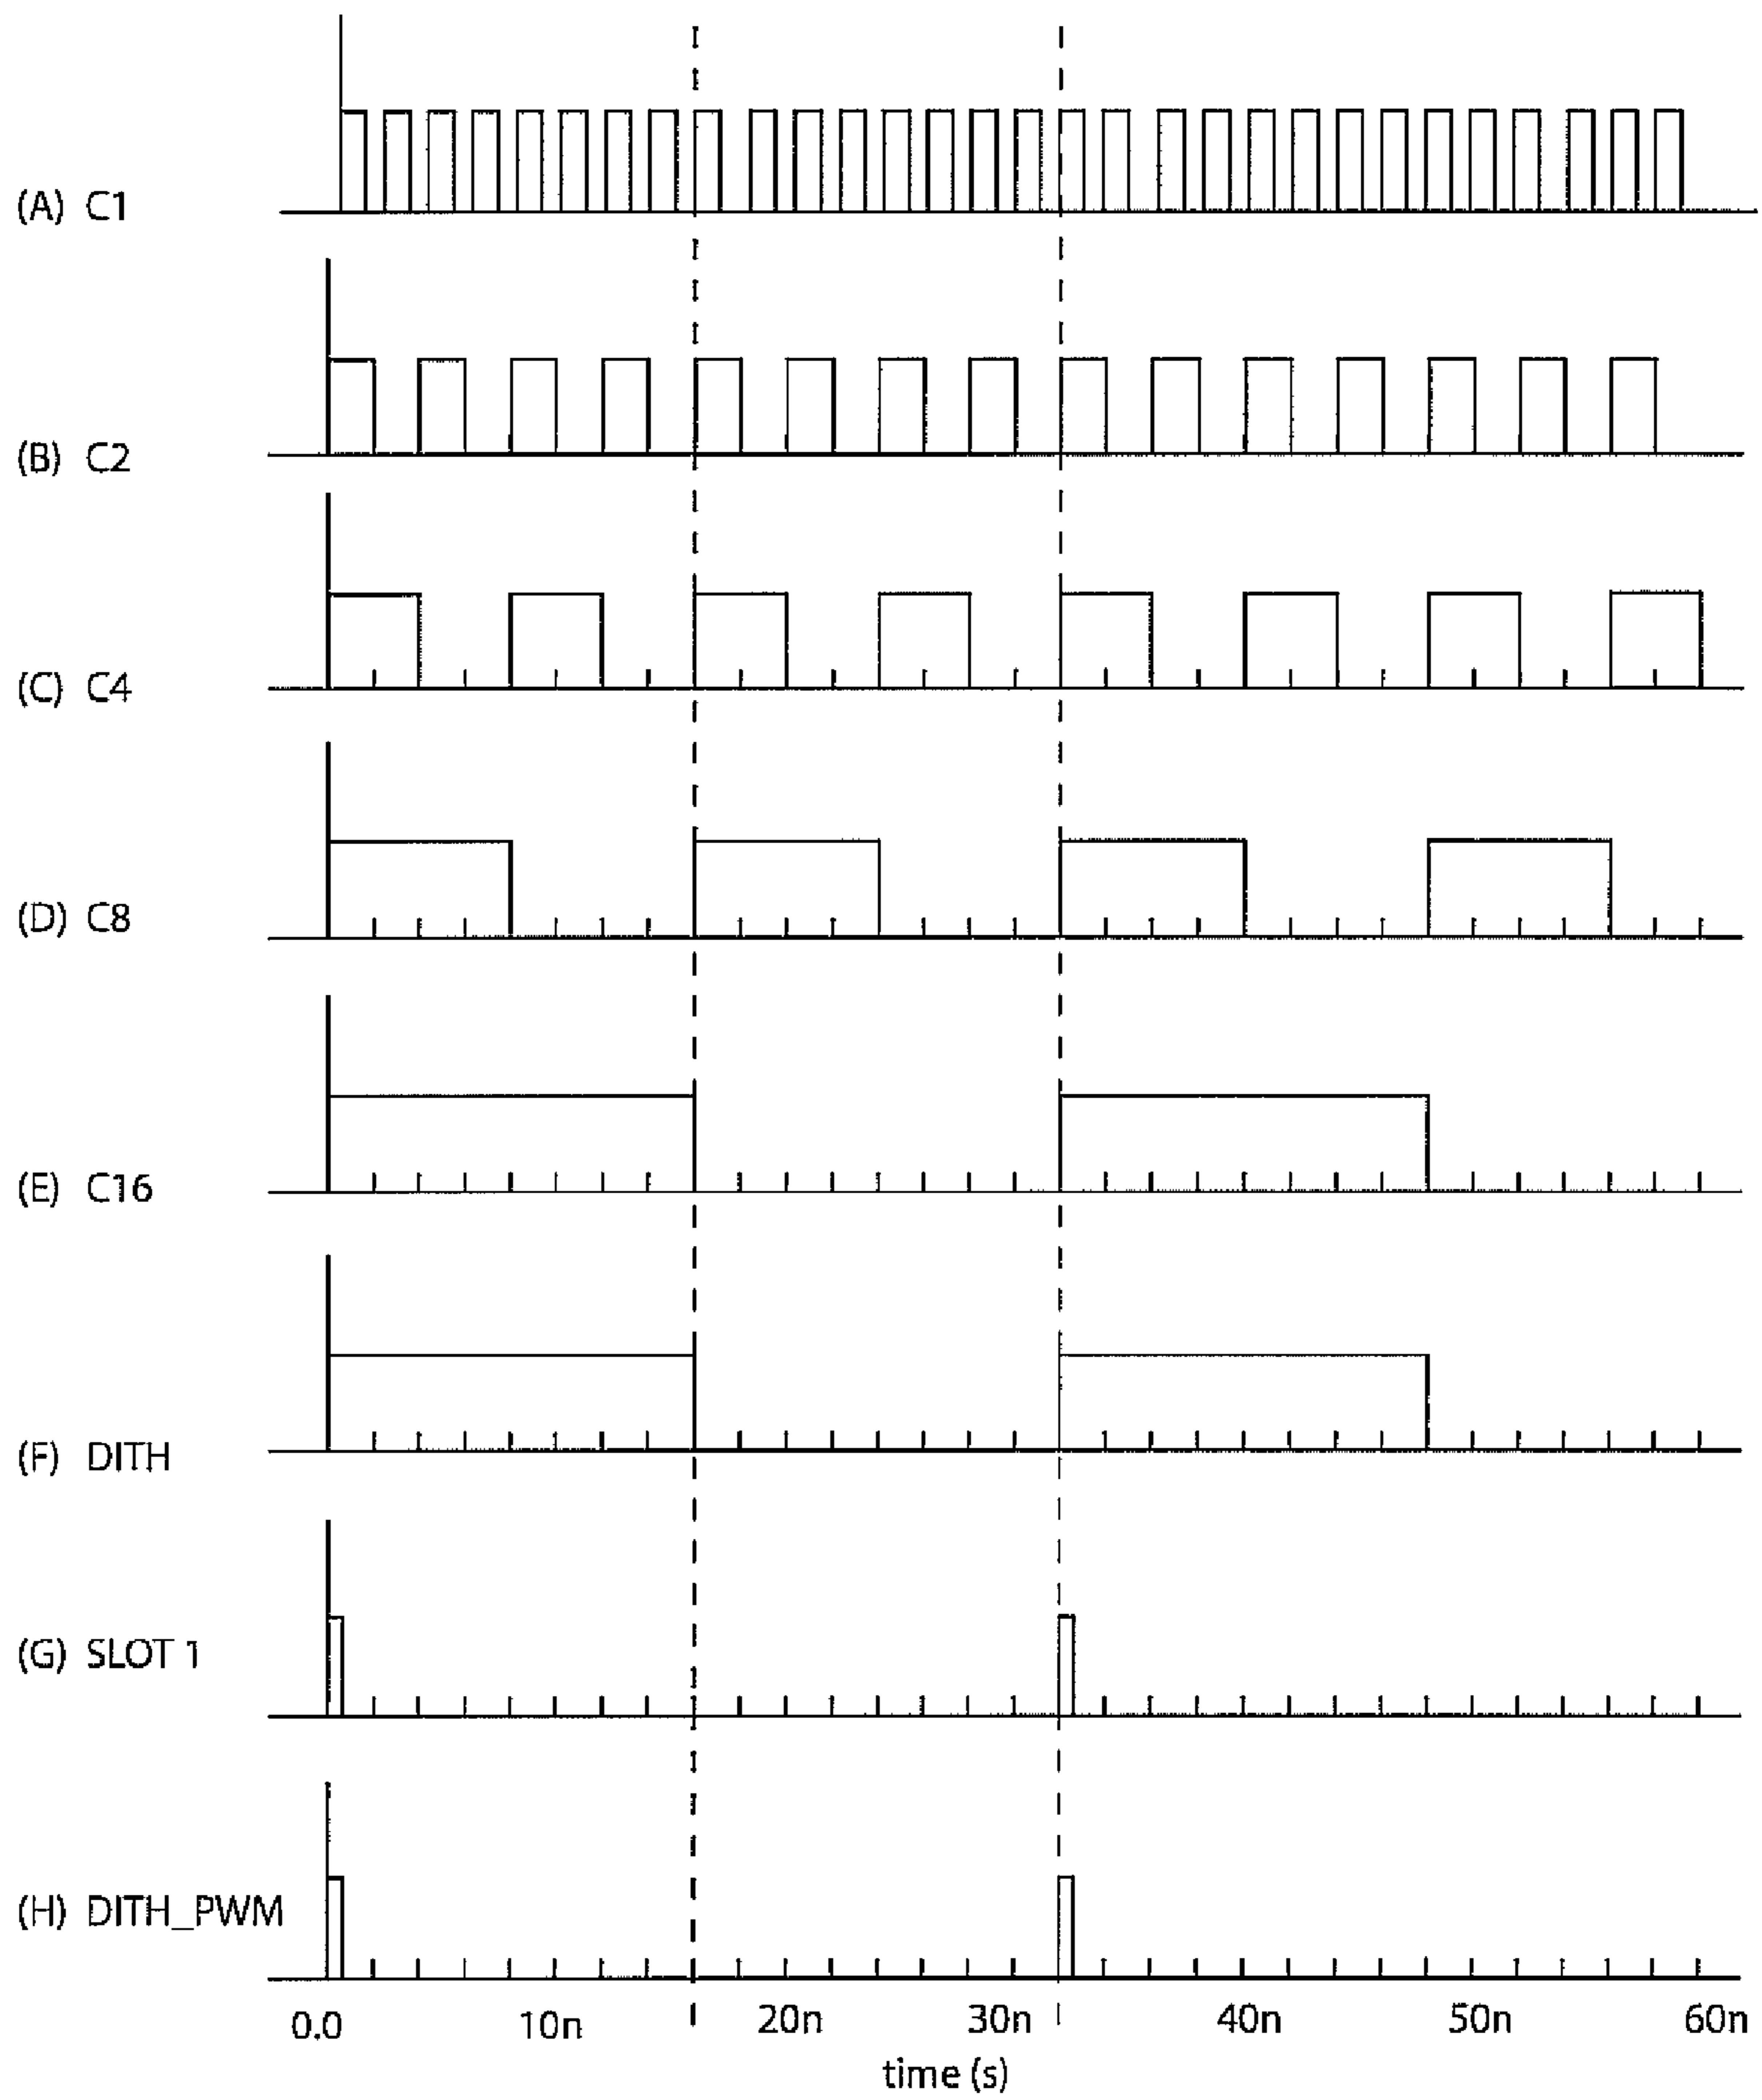 (A) C1
(B) C2
(C) C4
(D) C8
(E) C16
(F) DITH
(G) SLOT 1
(H) DITH_PWM
0.0 10n 20n 30n 40n 50n 60n
time (s)